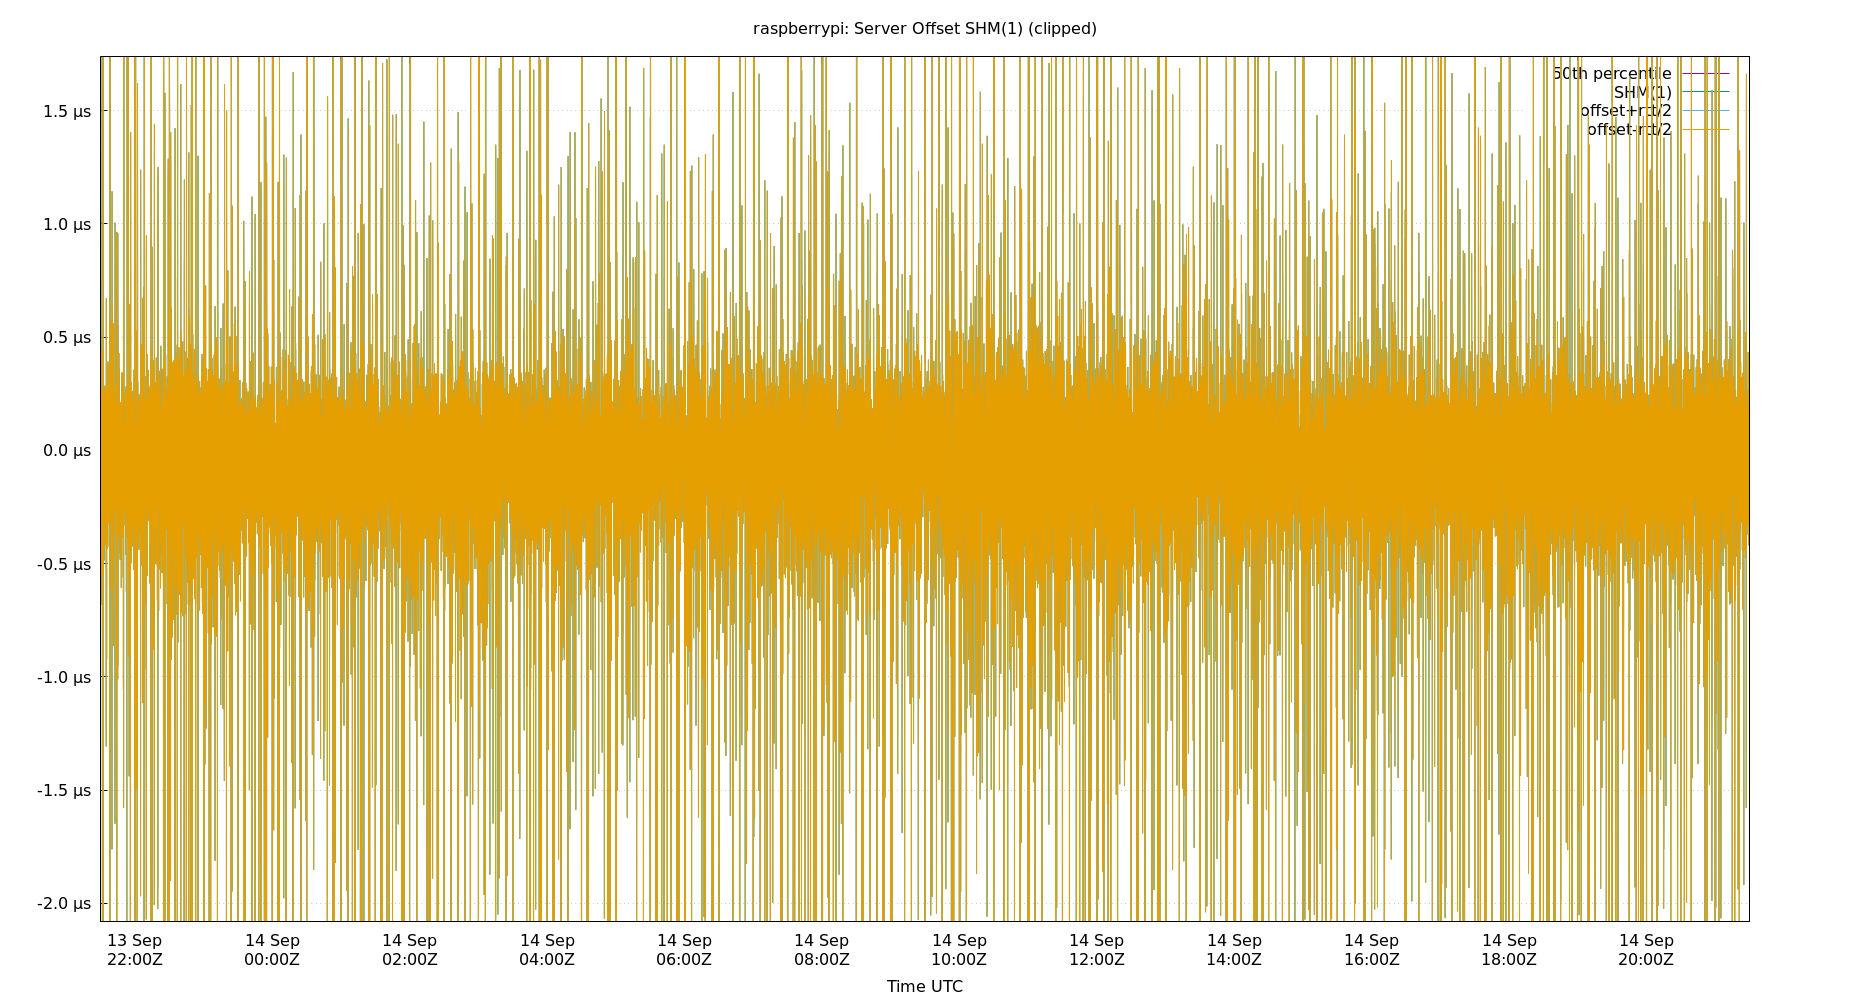 raspberrypi: Server Offset SHM(1) (clipped)
50th percentile
SHM(1)
offset+rtt/2
offset-rtt/2
1.5 µs
1.0 µs
0.5 µs
0.0 µs
-0.5 µs
-1.0 µs
-1.5 µs
-2.0 µs
13 Sep 14 Sep 14 Sep 14 Sep 14 Sep 14 Sep 14 Sep 14 Sep 14 Sep 14 Sep 14 Sep 14 Sep
22:00Z 00:00Z 02:00Z 04:00Z 06:00Z 08:00Z 10:00Z 12:00Z 14:00Z 16:00Z 18:00Z 20:00Z
Time UTC